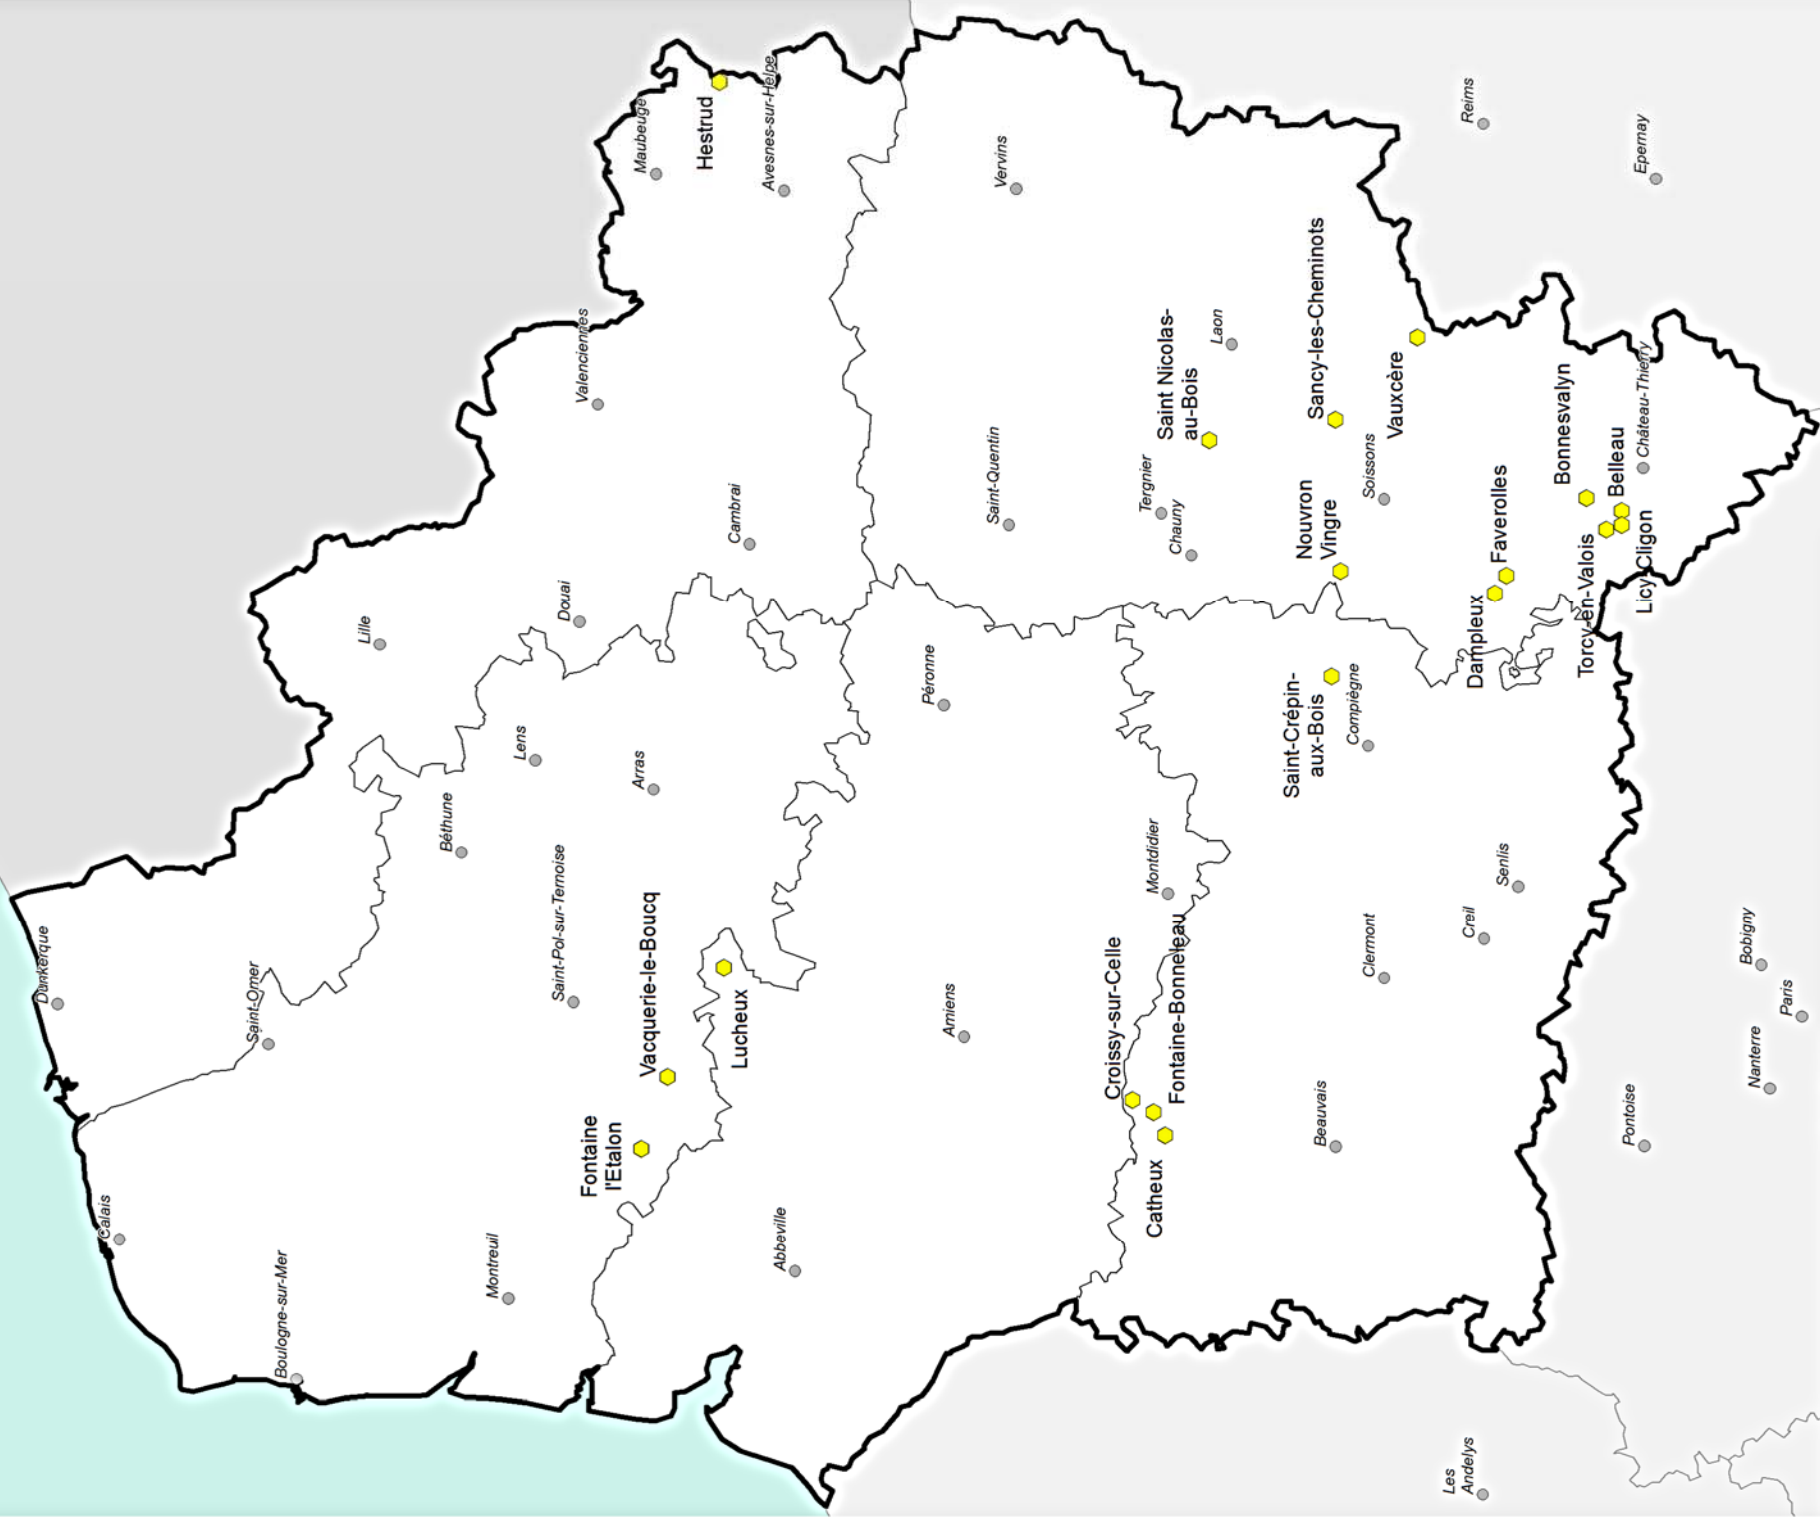 Dunkerque
Calais
Saint-Omer
Boulogne-sur-Mer
Lille
Béthune
Montreuil
Lens
Saint-Pol-sur-Ternoise
Douai
Valenciennes
Fontaine
l'Etalon
Arras
Maubeuge
Vacquerie-le-Boucq
Hestrud
Lucheux
Cambrai
Avesnes-sur-Helpe
Abbeville
Péronne
Amiens
Saint-Quentin
Vervins
Croissy-sur-Celle
Tergnier
Montdidier
Catheux
Fontaine-Bonneleau
Chauny
Saint Nicolas-
au-Bois
Laon
Saint-Crépin-
aux-Bois
Nouvron
Vingre
Sancy-les-Cheminots
Beauvais
Compiègne
Clermont
Soissons
Vauxcère
Les
Andelys
Creil
Dampleux
Reims
Faverolles
Senlis
Bonnesvalyn
Torcy-en-Valois
Belleau
Pontoise
Licy Cligon
Château-Thierry
Epernay
Bobigny
Nanterre
Paris